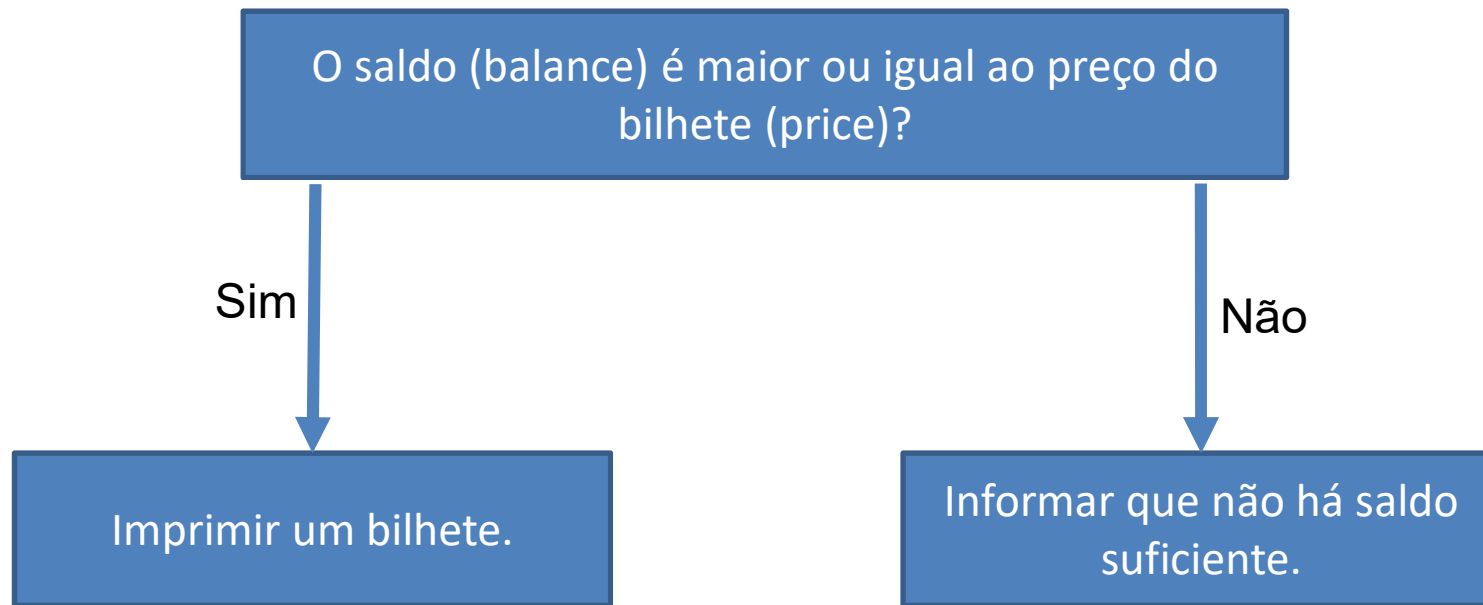 O saldo (balance) é maior ou igual ao preço do
bilhete (price)?
Sim
Não
Imprimir um bilhete.
Informar que não há saldo
suficiente.